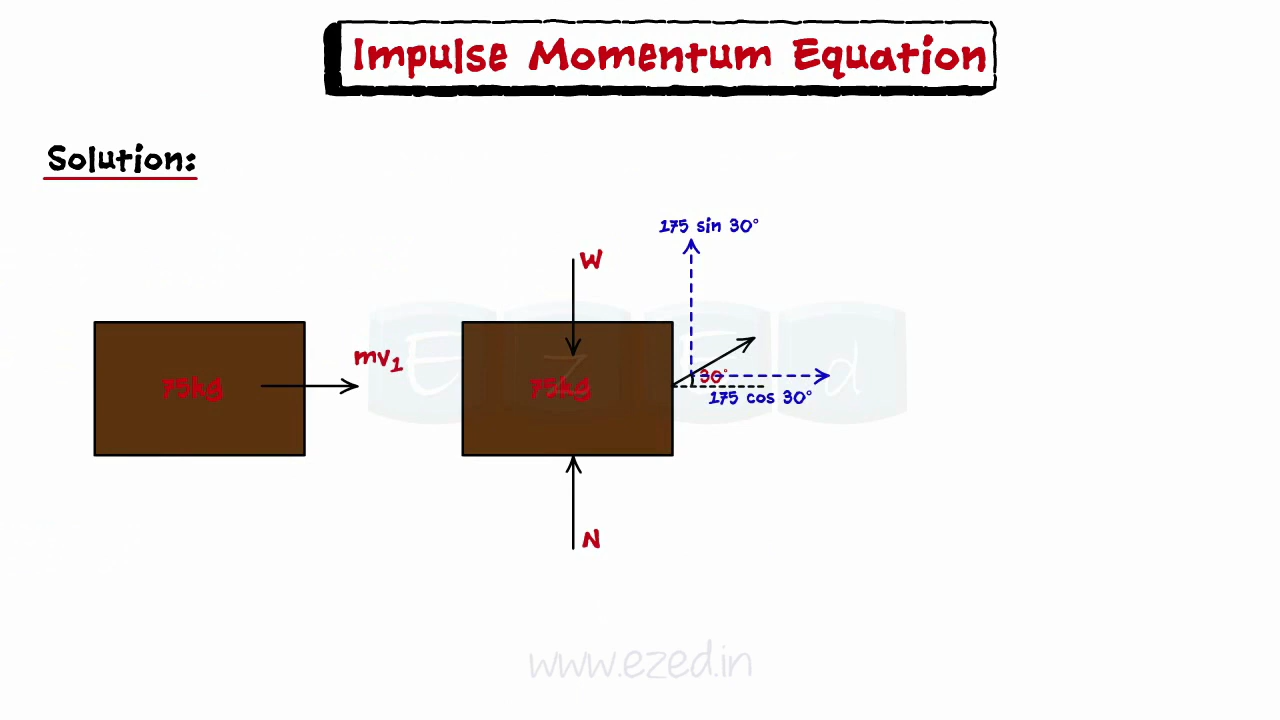 Impulse Momentum Equation
Solution:
175 sin 30°
W
mv₁
75kg
75kg
30°
175 cos 30°
N
E Z E d
www.ezed.in